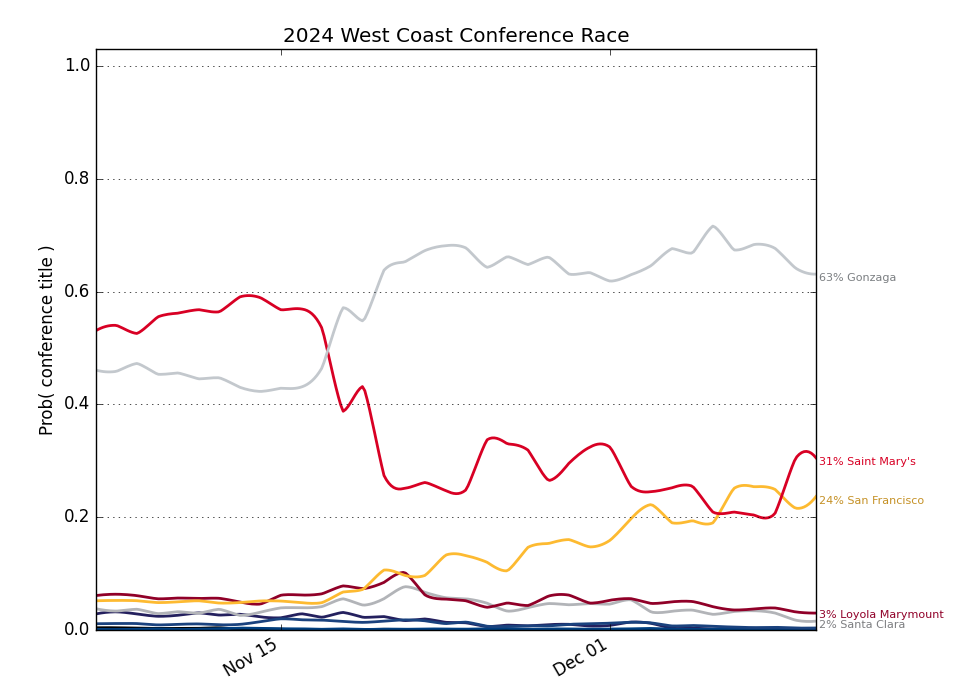 2024 West Coast Conference Race
1.0
0.8
0.6
0.4
0.2
0.0
Prob( conference title )
63% Gonzaga
31% Saint Mary's
24% San Francisco
3% Loyola Marymount
2% Santa Clara
Nov 15
Dec 01